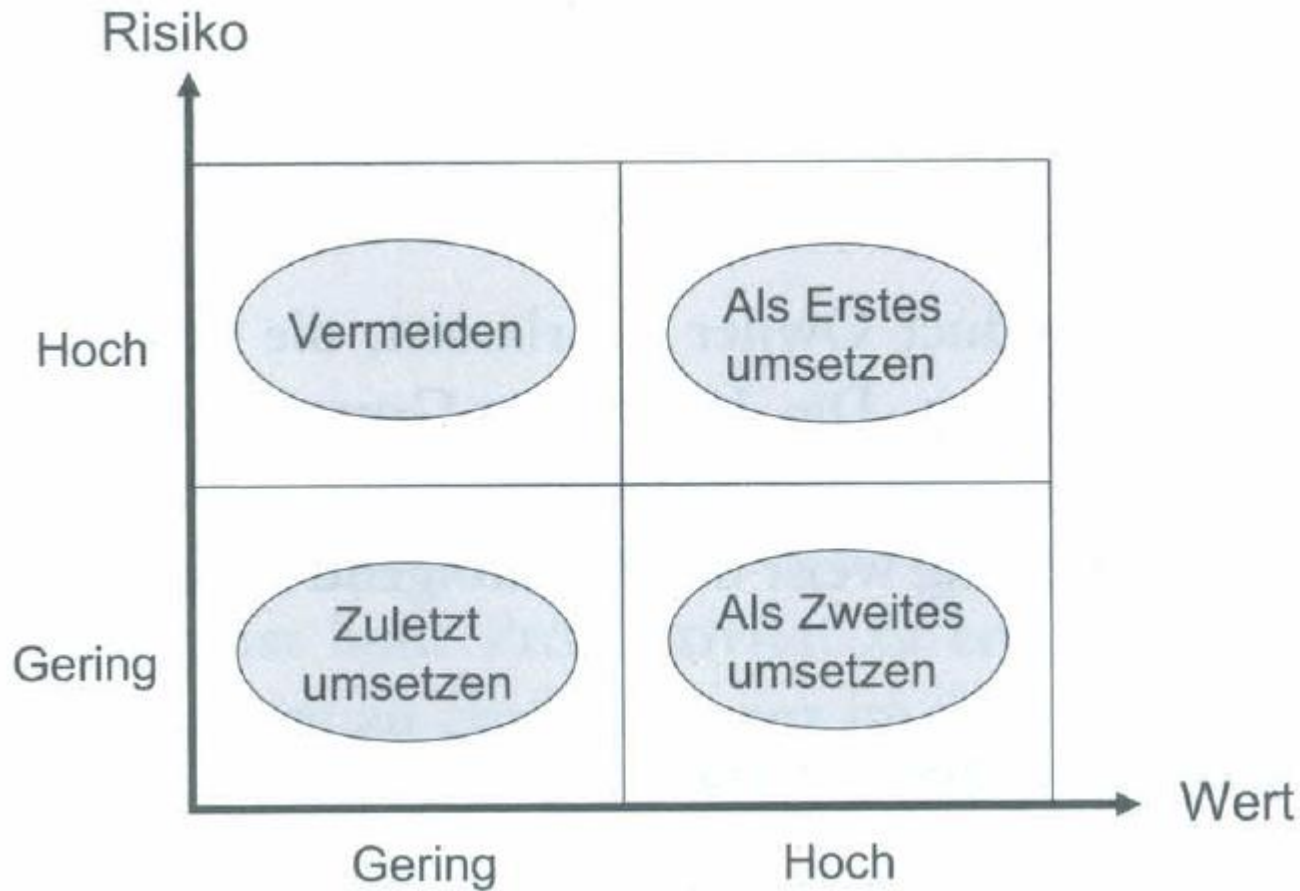 Risiko
Hoch
Vermeiden
Als Erstes
umsetzen
Gering
Zuletzt
umsetzen
Als Zweites
umsetzen
Wert
Gering
Hoch